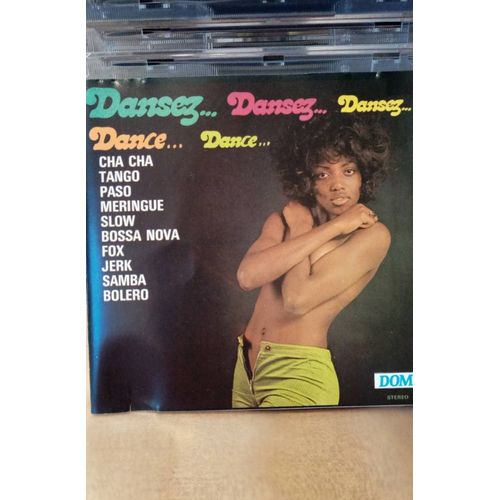 Dansez... Dansez... Dansez...
Dance... Dance...
CHA CHA
TANGO
PASO
MERINGUE
SLOW
BOSSA NOVA
FOX
JERK
SAMBA
BOLERO
DOM
STEREO